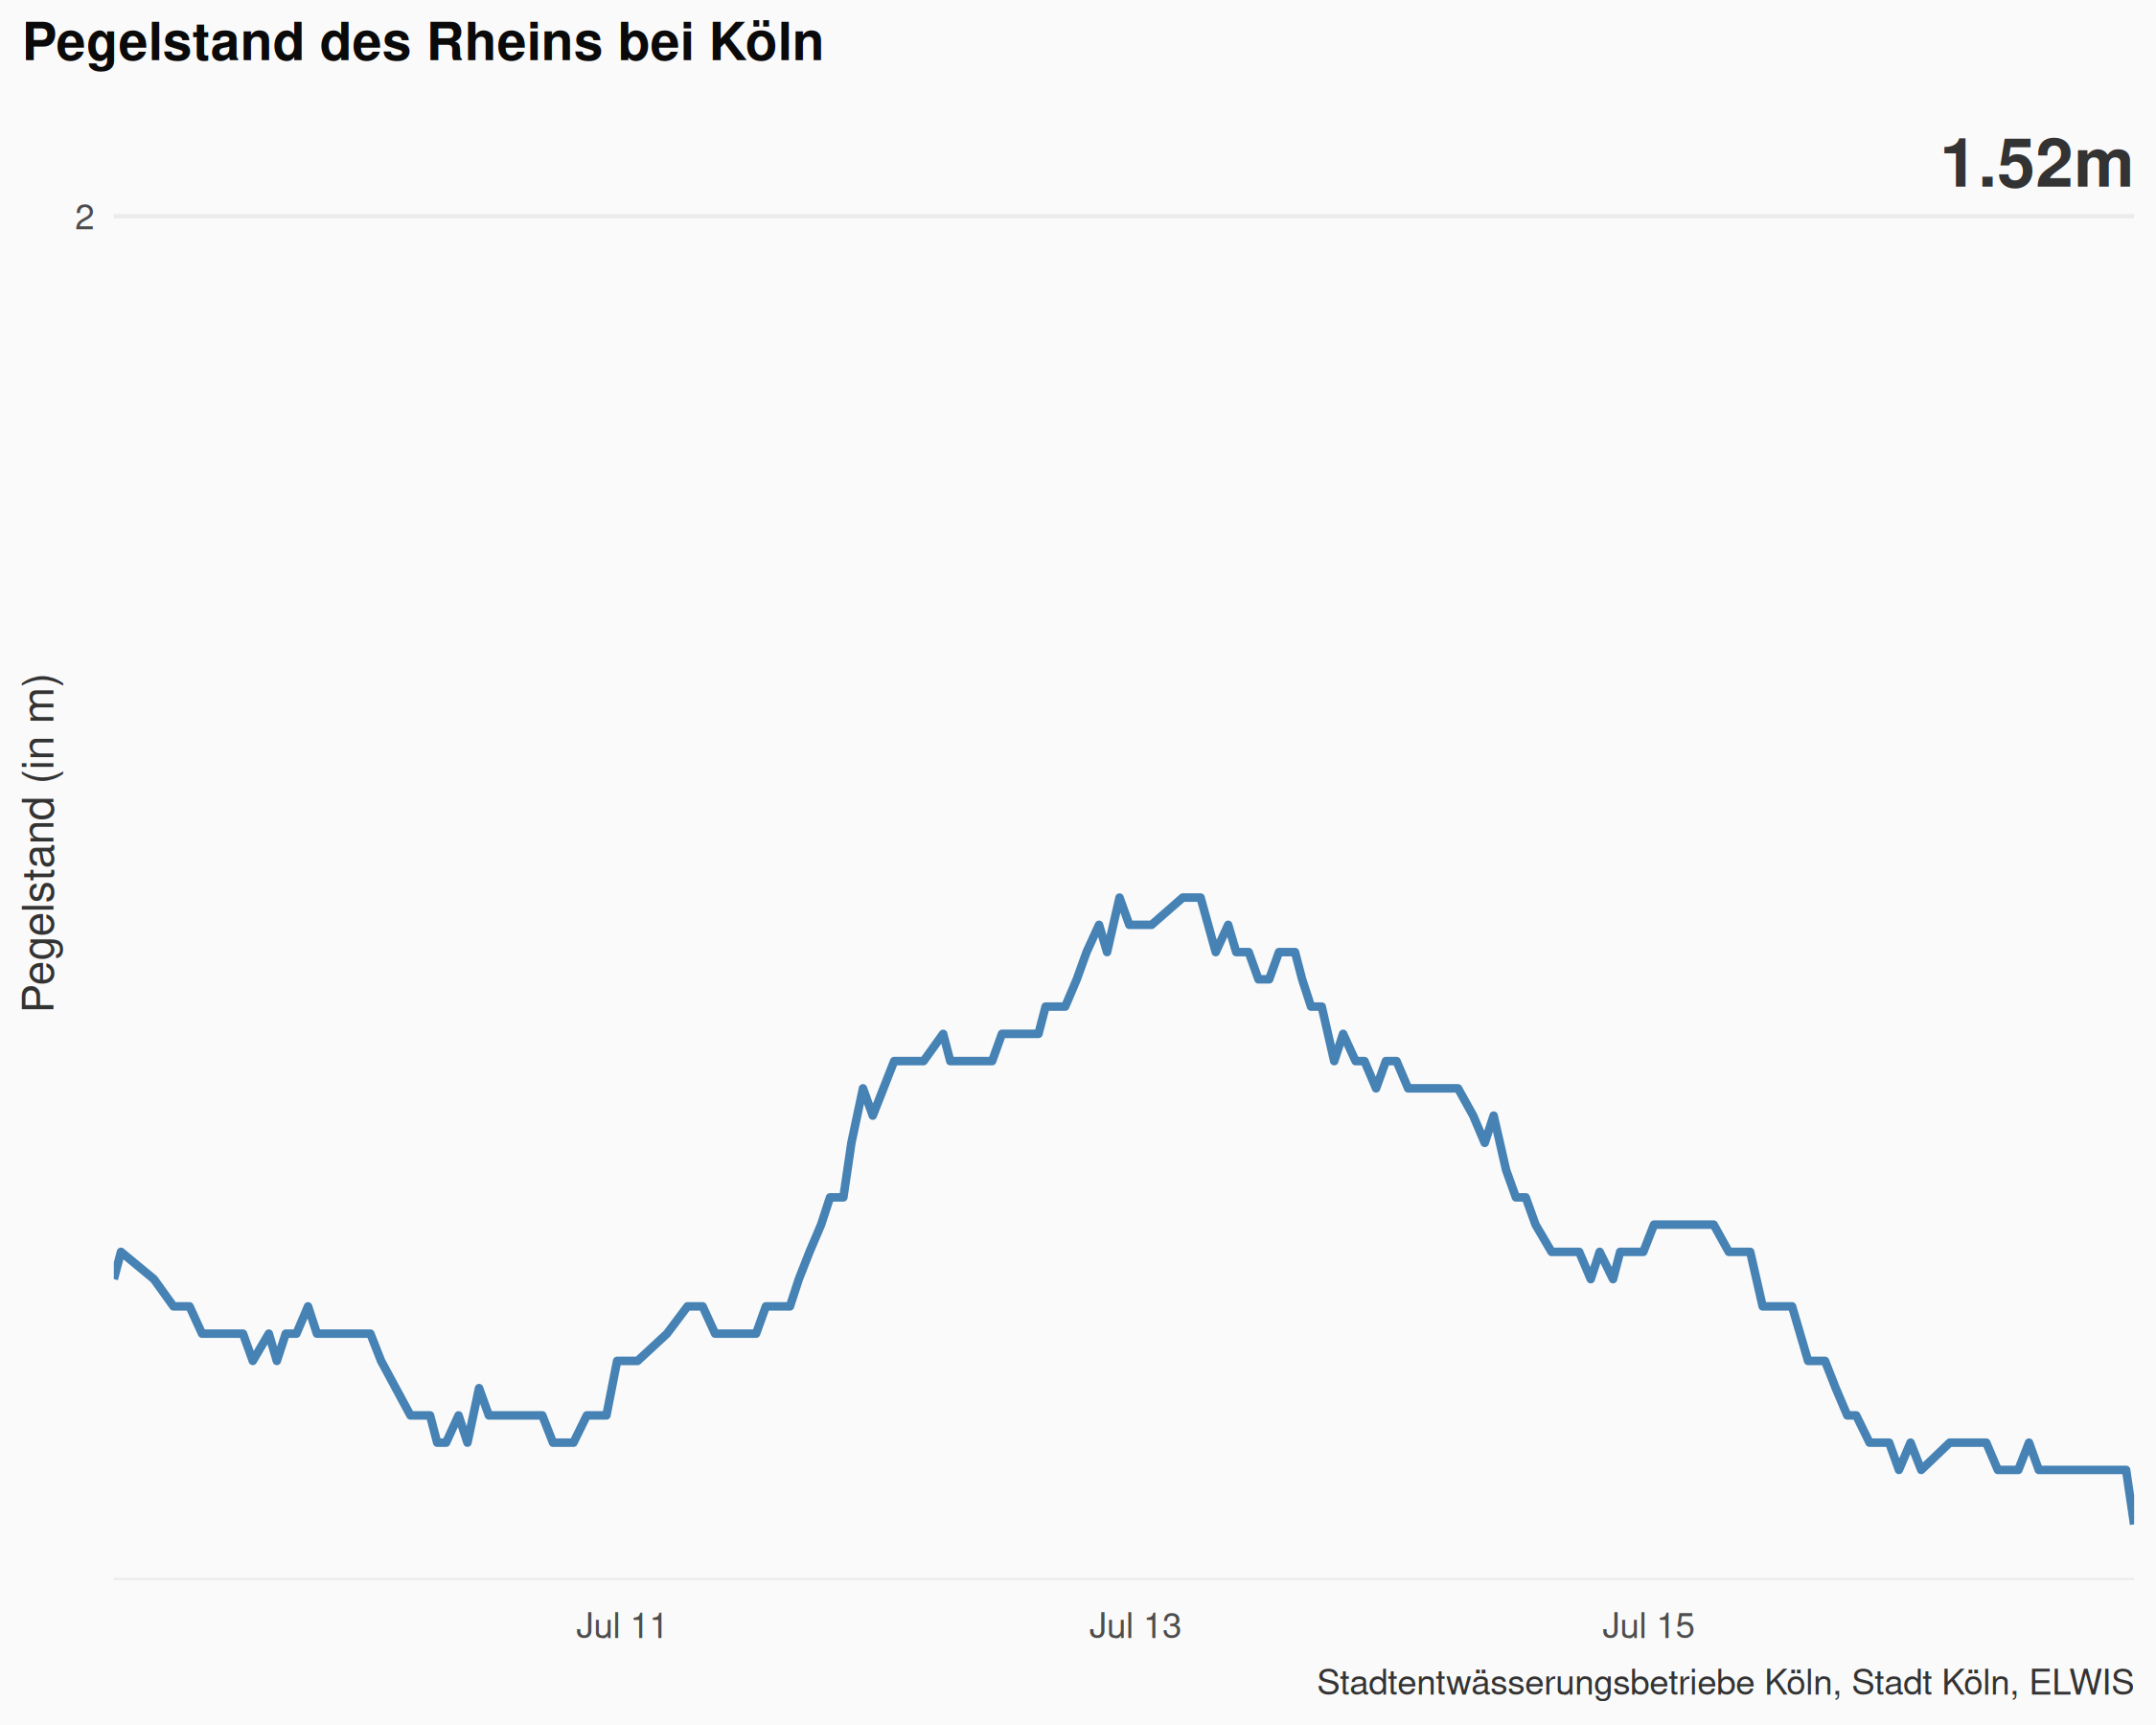 Pegelstand des Rheins bei Köln
1.52m
2
Pegelstand (in m)
Jul 11
Jul 13
Jul 15
Stadtentwässerungsbetriebe Köln, Stadt Köln, ELWIS